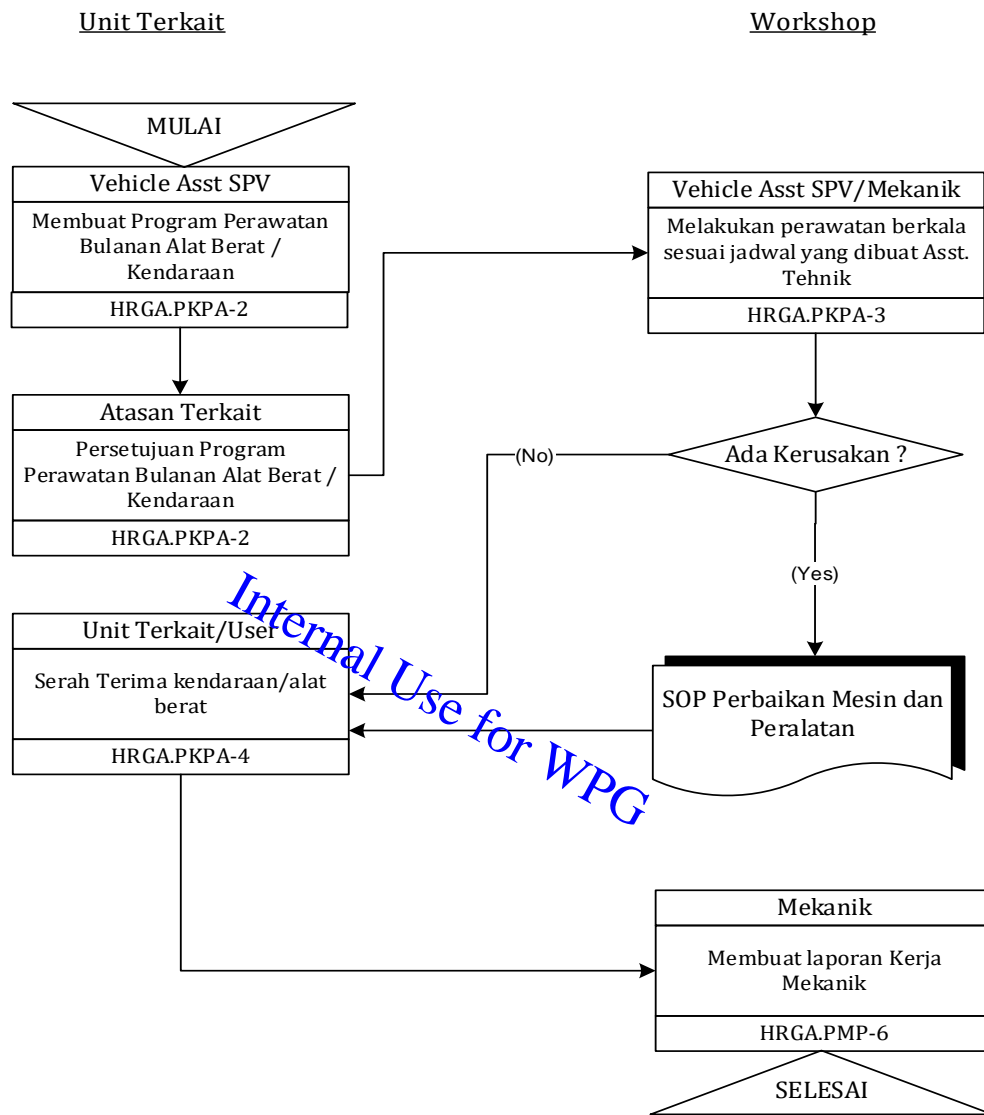 Unit Terkait
Workshop
MULAI
Vehicle Asst SPV
Membuat Program Perawatan
Bulanan Alat Berat /
Kendaraan
HRGA.PKPA-2
Atasan Terkait
Persetujuan Program
Perawatan Bulanan Alat Berat /
Kendaraan
HRGA.PKPA-2
Vehicle Asst SPV/Mekanik
Melakukan perawatan berkala
sesuai jadwal yang dibuat Asst.
Tehnik
HRGA.PKPA-3
Ada Kerusakan ?
(No)
(Yes)
SOP Perbaikan Mesin dan
Peralatan
Unit Terkait/User
Serah Terima kendaraan/alat
berat
HRGA.PKPA-4
Internal Use for WPG
Mekanik
Membuat laporan Kerja
Mekanik
HRGA.PMP-6
SELESAI